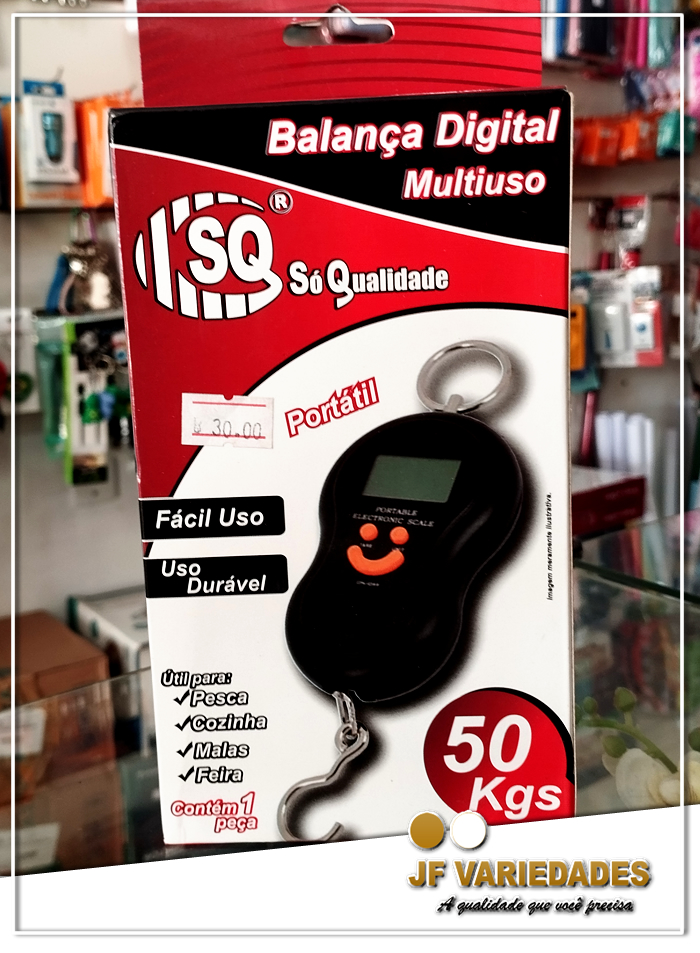 Balança Digital
Multiuso
SQ®
Só Qualidade
30.00
Portátil
PORTABLE
ELECTRONIC SCALE
Fácil Uso
Uso
Durável
Imagem meramente ilustrativa.
Útil para:
✓Pesca
✓Cozinha
✓Malas
✓Feira
Contém 1
peça
50
Kgs
JF VARIEDADES
A qualidade que você precisa